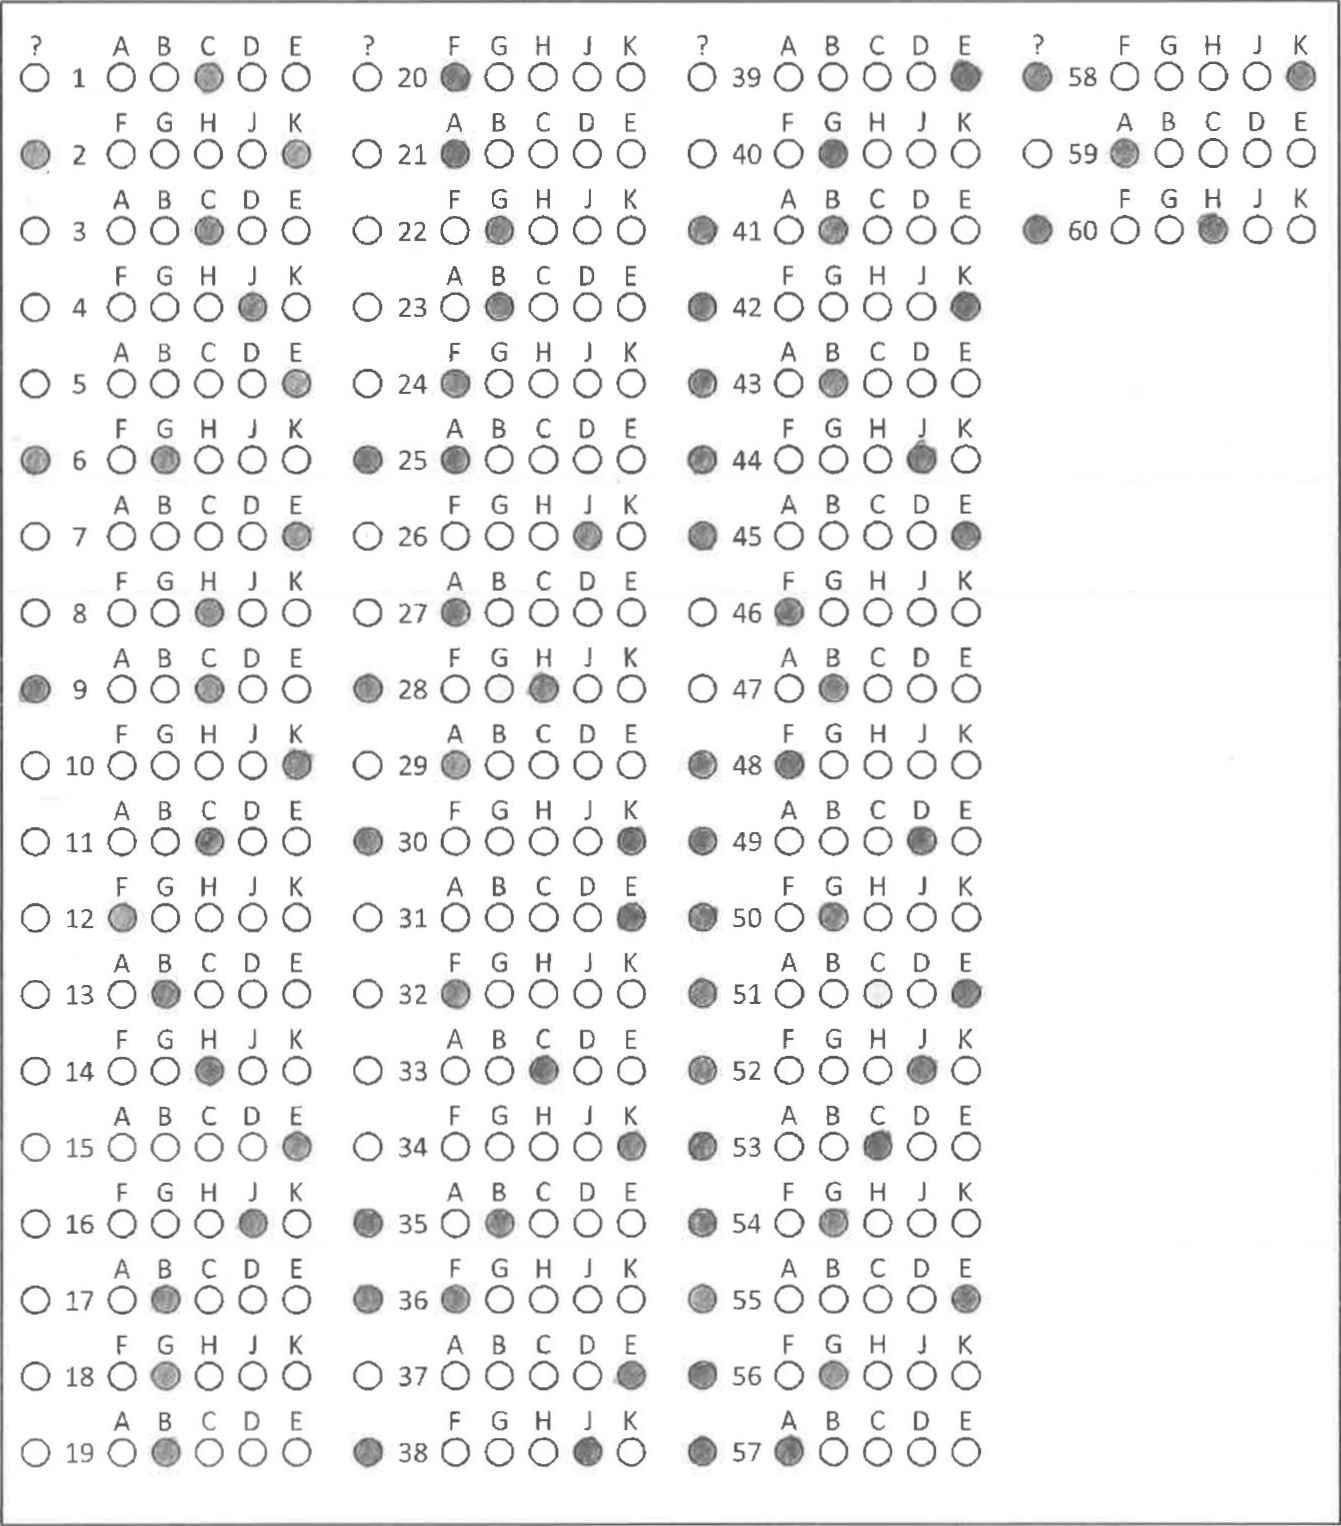 ? A B C D E ? F G H J K ? A B C D E ? F G H J K
1 20 39 58
F G H J K A B C D E F G H J K A B C D E
2 21 40 59
A B C D E F G H J K A B C D E F G H J K
3 22 41 60
F G H J K A B C D E F G H J K
4 23 42
A B C D E F G H J K A B C D E
5 24 43
F G H J K A B C D E F G H J K
6 25 44
A B C D E F G H J K A B C D E
7 26 45
F G H J K A B C D E F G H J K
8 27 46
A B C D E F G H J K A B C D E
9 28 47
F G H J K A B C D E F G H J K
10 29 48
A B C D E F G H J K A B C D E
11 30 49
F G H J K A B C D E F G H J K
12 31 50
A B C D E F G H J K A B C D E
13 32 51
F G H J K A B C D E F G H J K
14 33 52
A B C D E F G H J K A B C D E
15 34 53
F G H J K A B C D E F G H J K
16 35 54
A B C D E F G H J K A B C D E
17 36 55
F G H J K A B C D E F G H J K
18 37 56
A B C D E F G H J K A B C D E
19 38 57